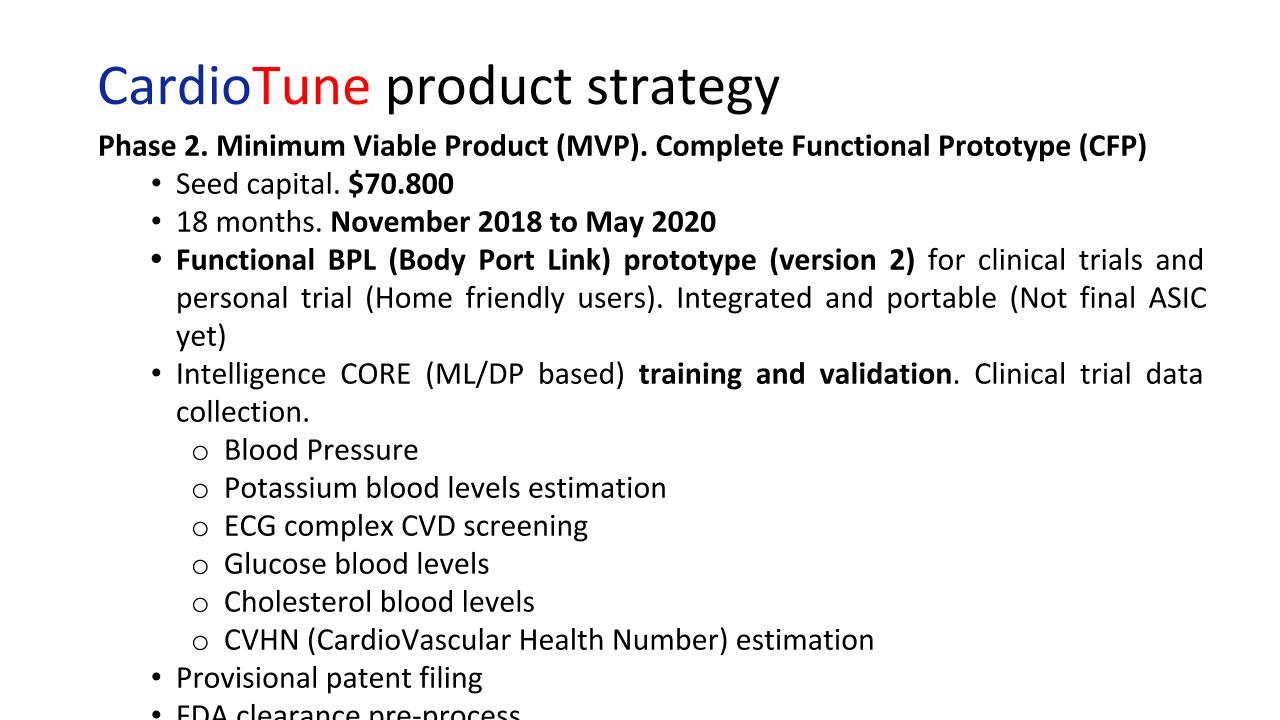 CardioTune product strategy
Phase 2. Minimum Viable Product (MVP). Complete Functional Prototype (CFP)
• Seed capital. $70.800
• 18 months. November 2018 to May 2020
• Functional BPL (Body Port Link) prototype (version 2) for clinical trials and
personal trial (Home friendly users). Integrated and portable (Not final ASIC
yet)
• Intelligence CORE (ML/DP based) training and validation. Clinical trial data
collection.
o Blood Pressure
o Potassium blood levels estimation
o ECG complex CVD screening
o Glucose blood levels
o Cholesterol blood levels
o CVHN (CardioVascular Health Number) estimation
• Provisional patent filing
• FDA clearance pre-process